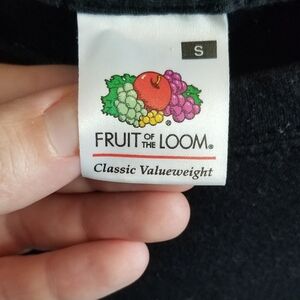 S
®
FRUIT OF THE LOOM®
Classic Valueweight